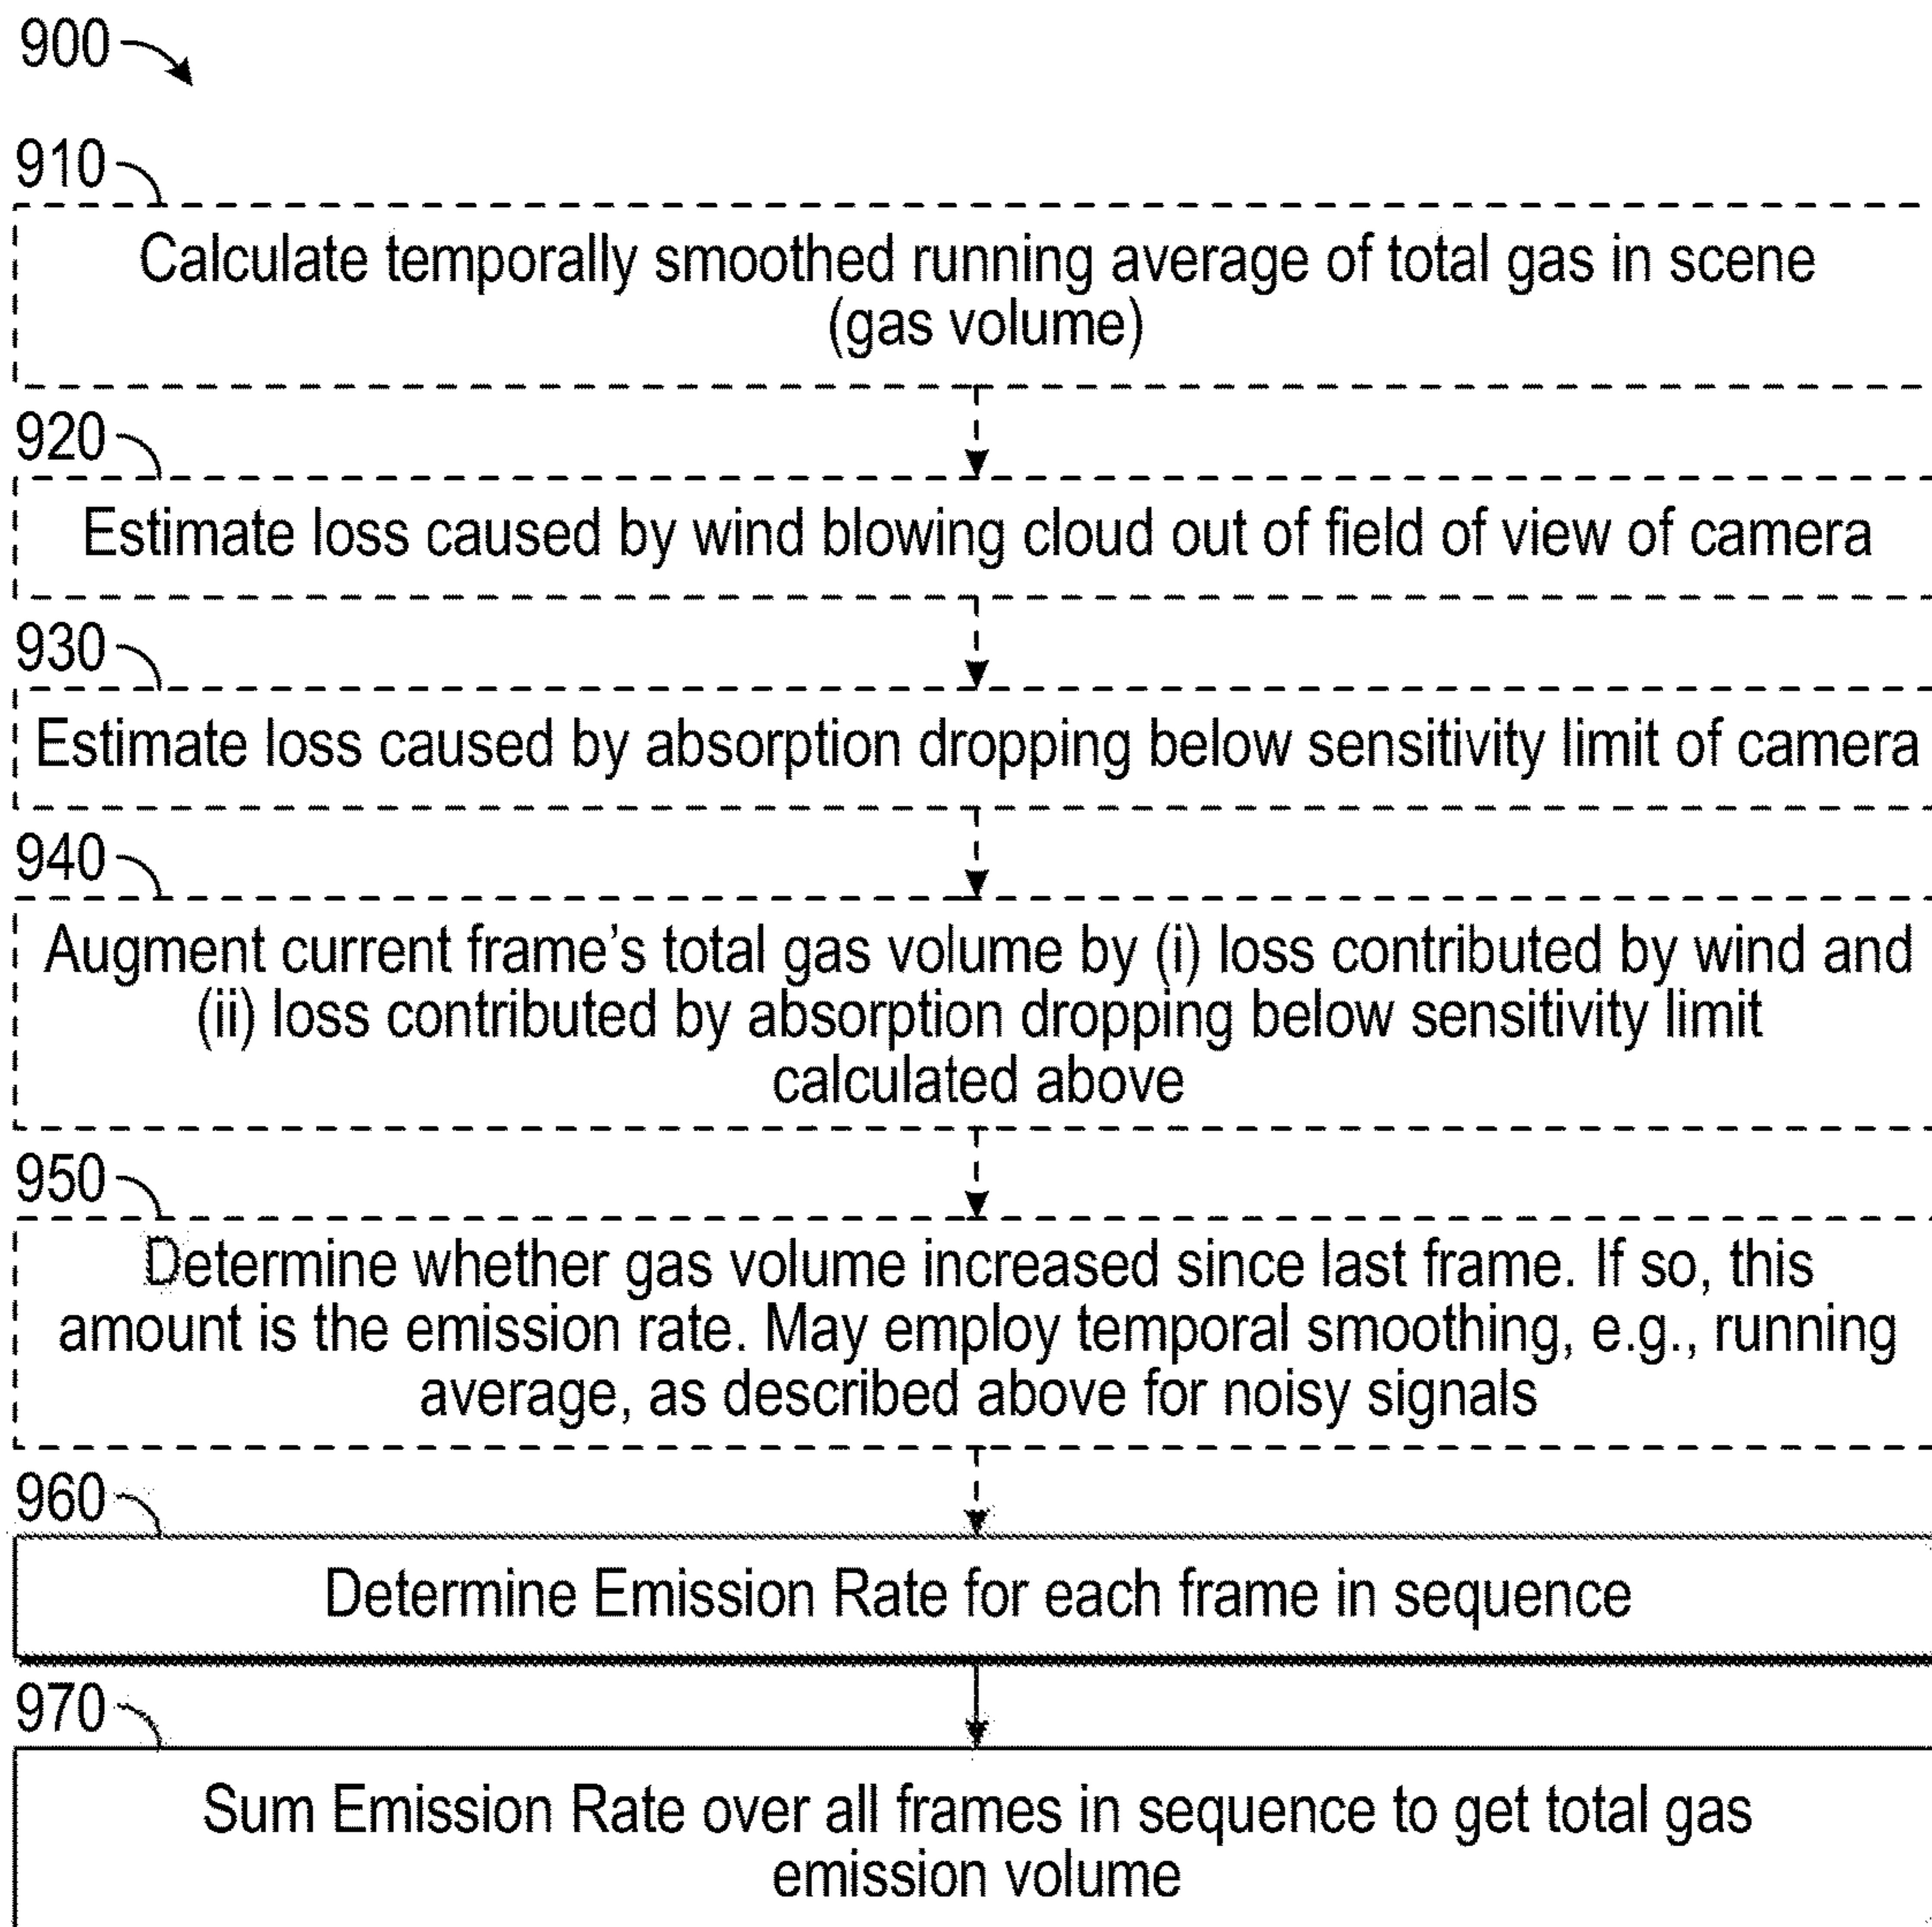 900
910
Calculate temporally smoothed running average of total gas in scene
(gas volume)
920
Estimate loss caused by wind blowing cloud out of field of view of camera
930
Estimate loss caused by absorption dropping below sensitivity limit of camera
940
Augment current frame's total gas volume by (i) loss contributed by wind and
(ii) loss contributed by absorption dropping below sensitivity limit
calculated above
950
Determine whether gas volume increased since last frame. If so, this
amount is the emission rate. May employ temporal smoothing, e.g., running
average, as described above for noisy signals
960
Determine Emission Rate for each frame in sequence
970
Sum Emission Rate over all frames in sequence to get total gas
emission volume